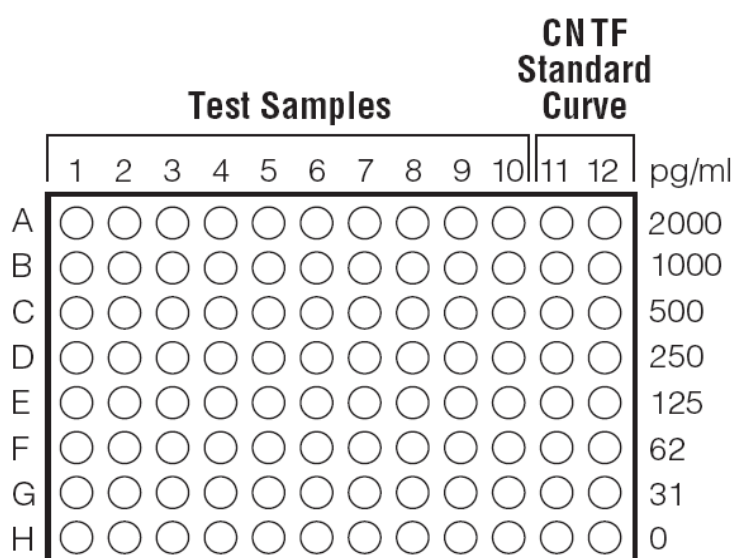 CNTF
Standard
Curve
Test Samples
1 2 3 4 5 6 7 8 9 10 11 12 pg/ml
A 2000
B 1000
C 500
D 250
E 125
F 62
G 31
H 0